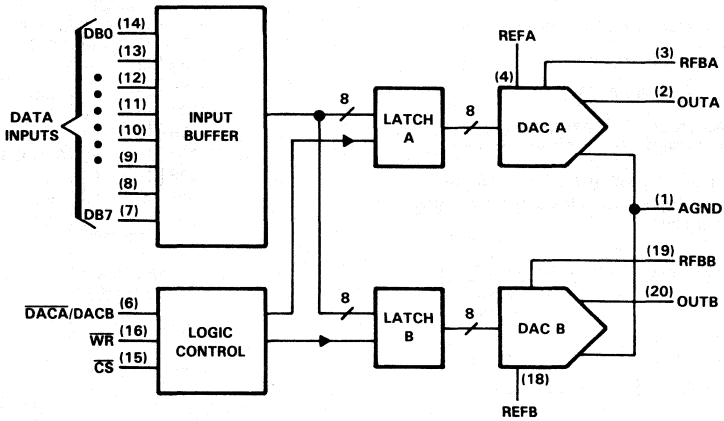 DB0 (14)
(13)
(12)
(11)
(10)
(9)
(8)
DB7 (7)
DATA
INPUTS
INPUT
BUFFER
DACA/DACB (6)
WR (16)
CS (15)
LOGIC
CONTROL
8
LATCH
A
8
REFA
(4)
DAC A
(3) RFBA
(2) OUTA
(1) AGND
8
LATCH
B
8
DAC B
(19) RFBB
(20) OUTB
(18)
REFB